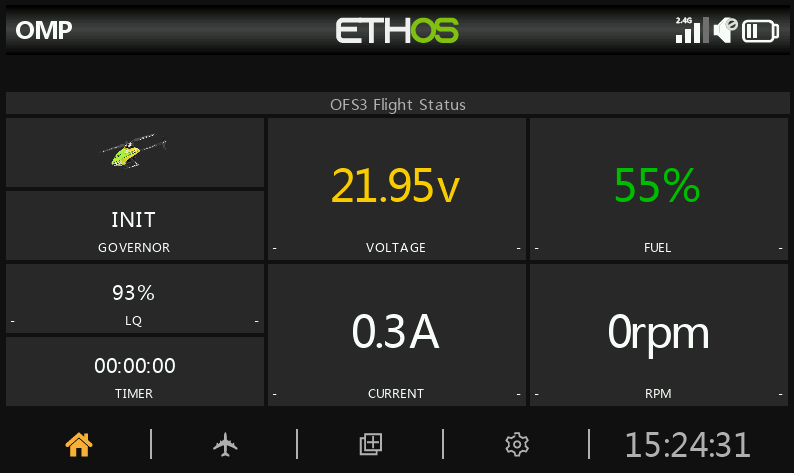 OMP
ETHOS
2.4G
OFS3 Flight Status
INIT
GOVERNOR
93%
- LQ -
00:00:00
TIMER
21.95v
- VOLTAGE -
55%
- FUEL -
0.3A
- CURRENT -
0rpm
- RPM -
15:24:31